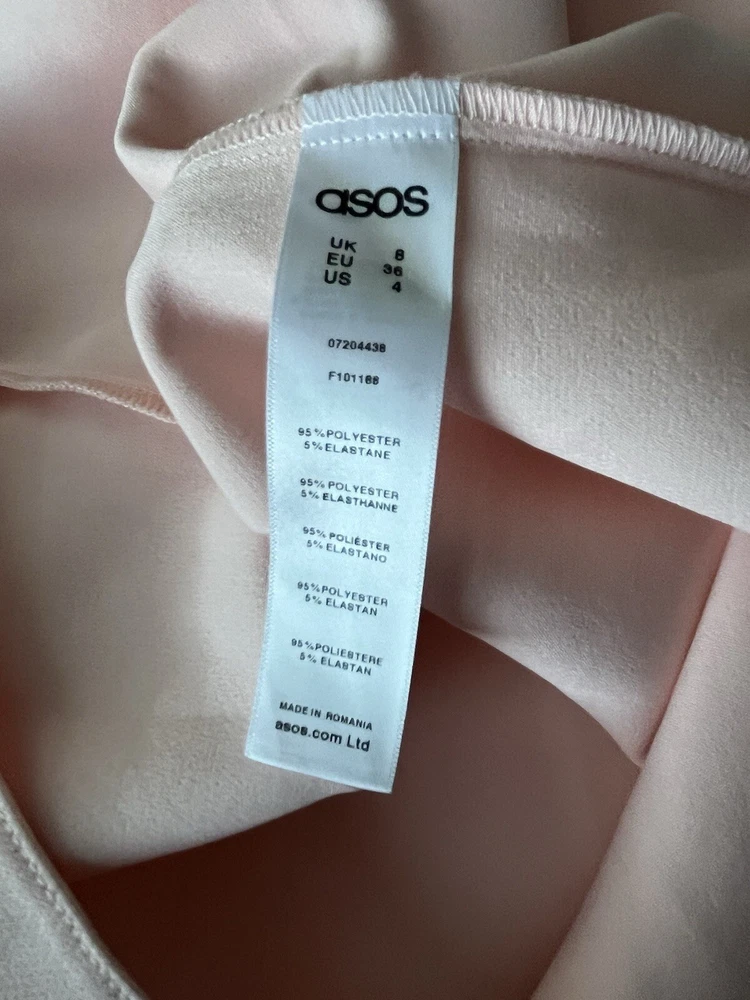 asos
UK 8
EU 36
US 4
07204438
F101168
95%POLYESTER
5%ELASTANE
95% POLYESTER
5% ELASTHANNE
95% POLIÉSTER
5% ELASTANO
95%POLYESTER
5% ELASTAN
95%POLIESTERE
5% ELASTAN
MADE IN ROMANIA
asos.com Ltd